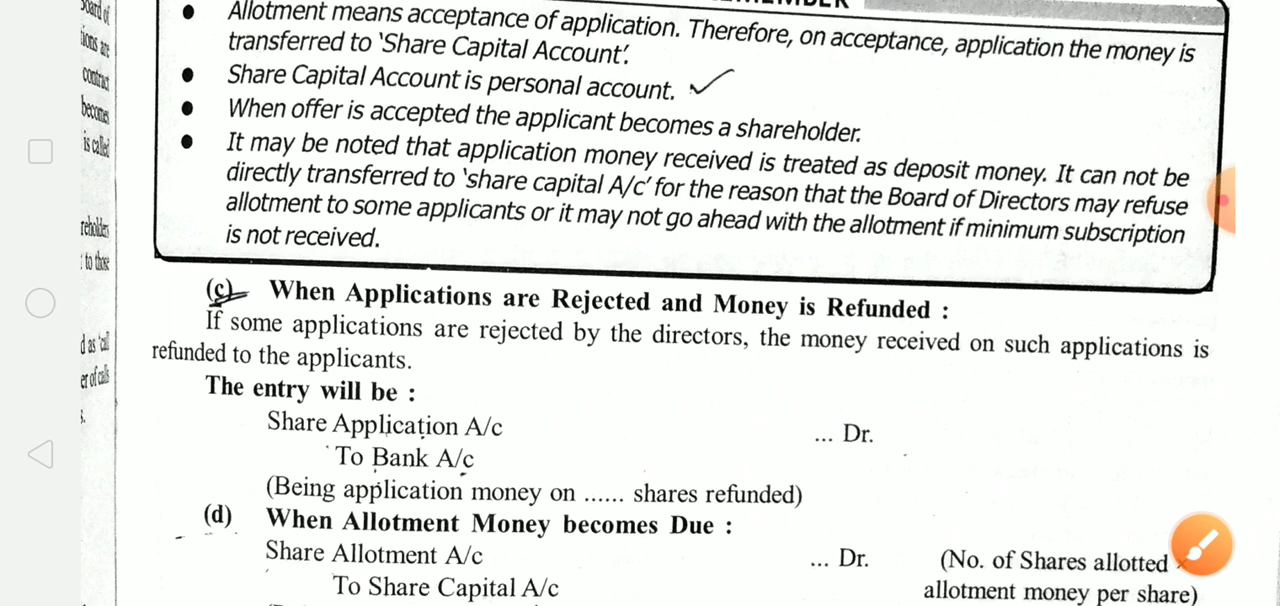 Allotment means acceptance of application. Therefore, on acceptance, application the money is
transferred to 'Share Capital Account'.
Share Capital Account is personal account.
When offer is accepted the applicant becomes a shareholder.
It may be noted that application money received is treated as deposit money. It can not be
directly transferred to 'share capital A/c' for the reason that the Board of Directors may refuse
allotment to some applicants or it may not go ahead with the allotment if minimum subscription
is not received.
(c) When Applications are Rejected and Money is Refunded :
If some applications are rejected by the directors, the money received on such applications is
refunded to the applicants.
The entry will be :
Share Application A/c ... Dr.
To Bank A/c
(Being application money on ...... shares refunded)
(d) When Allotment Money becomes Due :
Share Allotment A/c ... Dr. (No. of Shares allotted ×
To Share Capital A/c allotment money per share)
contract
becomes
is called
to those